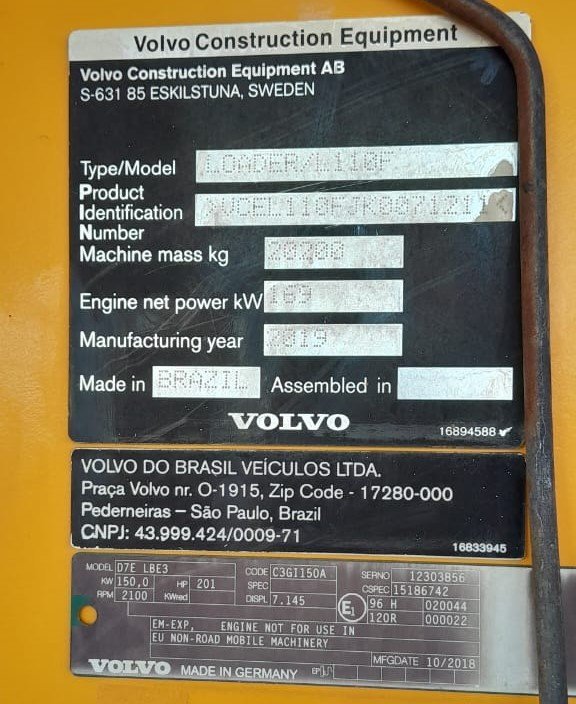 Volvo Construction Equipment
Volvo Construction Equipment AB
S-631 85 ESKILSTUNA, SWEDEN
Type/Model LOADER/L110F
Product
Identification
Number
Machine mass kg 20200
Engine net power kW 169
Manufacturing year 2019
Made in BRAZIL Assembled in
VOLVO
16894588
VOLVO DO BRASIL VEÍCULOS LTDA.
Praça Volvo nr. O-1915, Zip Code - 17280-000
Pederneiras – São Paulo, Brazil
CNPJ: 43.999.424/0009-71
16833945
MODEL D7E LBE3 CODE C3GI150A SERNO 12303856
KW 150,0 HP 201 SPEC CSPEC 15186742
RPM 2100 KWred DISPL 7.145 E1 96 H 020044
120R 000022
EM-EXP, ENGINE NOT FOR USE IN
EU NON-ROAD MOBILE MACHINERY
MFGDATE 10/2018
VOLVO MADE IN GERMANY EP